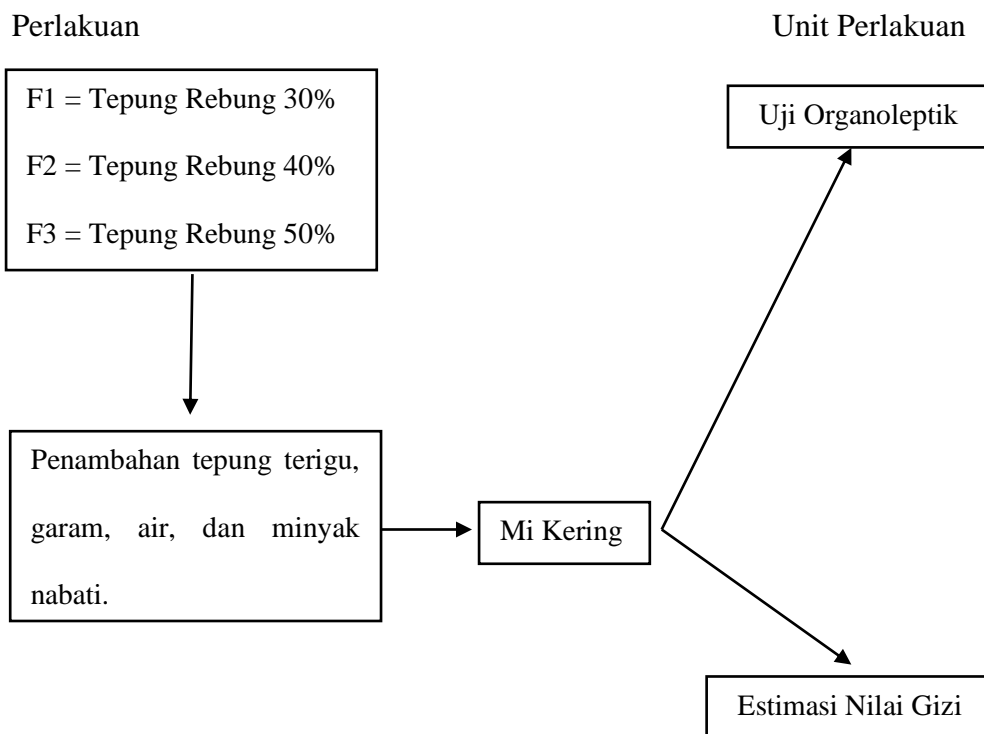 Perlakuan
Unit Perlakuan
F1 = Tepung Rebung 30%
F2 = Tepung Rebung 40%
F3 = Tepung Rebung 50%
Uji Organoleptik
Penambahan tepung terigu,
garam, air, dan minyak
nabati.
Mi Kering
Estimasi Nilai Gizi